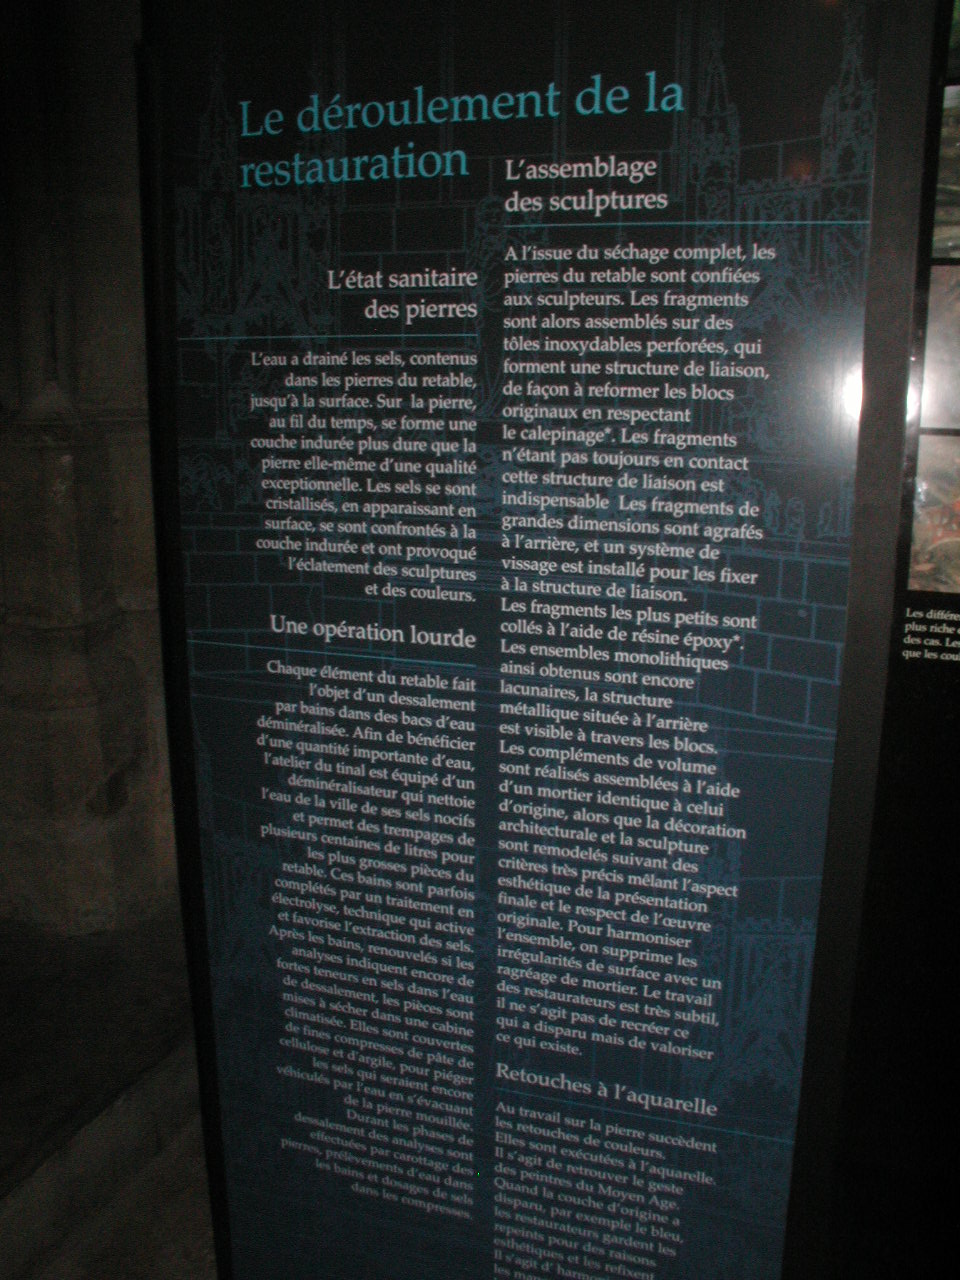 Le déroulement de la
restauration
L'état sanitaire
des pierres
L'eau a drainé les sels, contenus
dans les pierres du retable,
jusqu'à la surface. Sur la pierre,
au fil du temps, se forme une
couche indurée plus dure que la
pierre elle-même d'une qualité
exceptionnelle. Les sels se sont
cristallisés, en apparaissant en
surface, se sont confrontés à la
couche indurée et ont provoqué
l'éclatement des sculptures
et des couleurs.
Une opération lourde
Chaque élément du retable fait
l'objet d'un dessalement
par bains dans des bacs d'eau
déminéralisée. Afin de bénéficier
d'une quantité importante d'eau,
l'atelier du tinal est équipé d'un
déminéralisateur qui nettoie
l'eau de la ville de ses sels nocifs
et permet des trempages de
plusieurs centaines de litres pour
les plus grosses pièces du
retable. Ces bains sont parfois
complétés par un traitement en
électrolyse, technique qui active
et favorise l'extraction des sels.
Après les bains, renouvelés si les
analyses indiquent encore de
fortes teneurs en sels dans l'eau
de dessalement, les pièces sont
mises à sécher dans une cabine
climatisée. Elles sont couvertes
de fines compresses de pâte de
cellulose et d'argile, pour piéger
les sels qui seraient encore
véhiculés par l'eau en s'évacuant
de la pierre mouillée.
Durant les phases de
dessalement des analyses sont
effectuées par carottage des
pierres, prélèvements d'eau dans
les bains et dosages de sels
dans les compresses.
L'assemblage
des sculptures
A l'issue du séchage complet, les
pierres du retable sont confiées
aux sculpteurs. Les fragments
sont alors assemblés sur des
tôles inoxydables perforées, qui
forment une structure de liaison,
de façon à reformer les blocs
originaux en respectant
le calepinage*. Les fragments
n'étant pas toujours en contact
cette structure de liaison est
indispensable Les fragments de
grandes dimensions sont agrafés
à l'arrière, et un système de
vissage est installé pour les fixer
à la structure de liaison.
Les fragments les plus petits sont
collés à l'aide de résine époxy*.
Les ensembles monolithiques
ainsi obtenus sont encore
lacunaires, la structure
métallique située à l'arrière
est visible à travers les blocs.
Les compléments de volume
sont réalisés assemblées à l'aide
d'un mortier identique à celui
d'origine, alors que la décoration
architecturale et la sculpture
sont remodelés suivant des
critères très précis mêlant l'aspect
esthétique de la présentation
finale et le respect de l'œuvre
originale. Pour harmoniser
l'ensemble, on supprime les
irrégularités de surface avec un
ragréage de mortier. Le travail
des restaurateurs est très subtil,
il ne s'agit pas de recréer ce
qui a disparu mais de valoriser
ce qui existe.
Retouches à l'aquarelle
Au travail sur la pierre succèdent
les retouches de couleurs.
Elles sont exécutées à l'aquarelle.
Il s'agit de retrouver le geste
des peintres du Moyen Age.
Quand la couche d'origine a
disparu, par exemple le bleu,
les restaurateurs gardent les
repeints pour des raisons
esthétiques et les refixent
Il s'agit d'
les
Les
plus riche
des cas. Les
que les